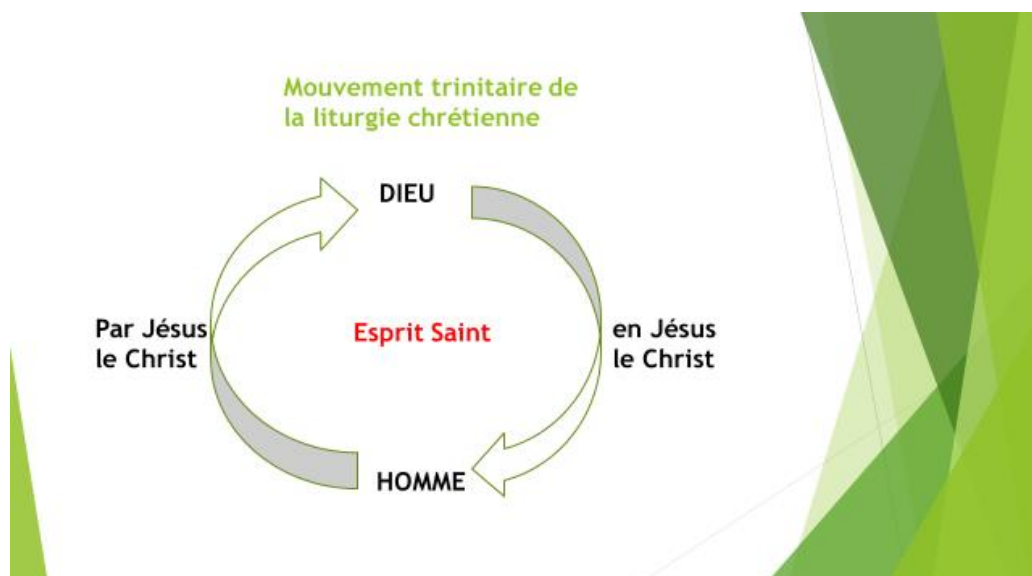 Mouvement trinitaire de
la liturgie chrétienne
DIEU
Par Jésus
le Christ
Esprit Saint
en Jésus
le Christ
HOMME